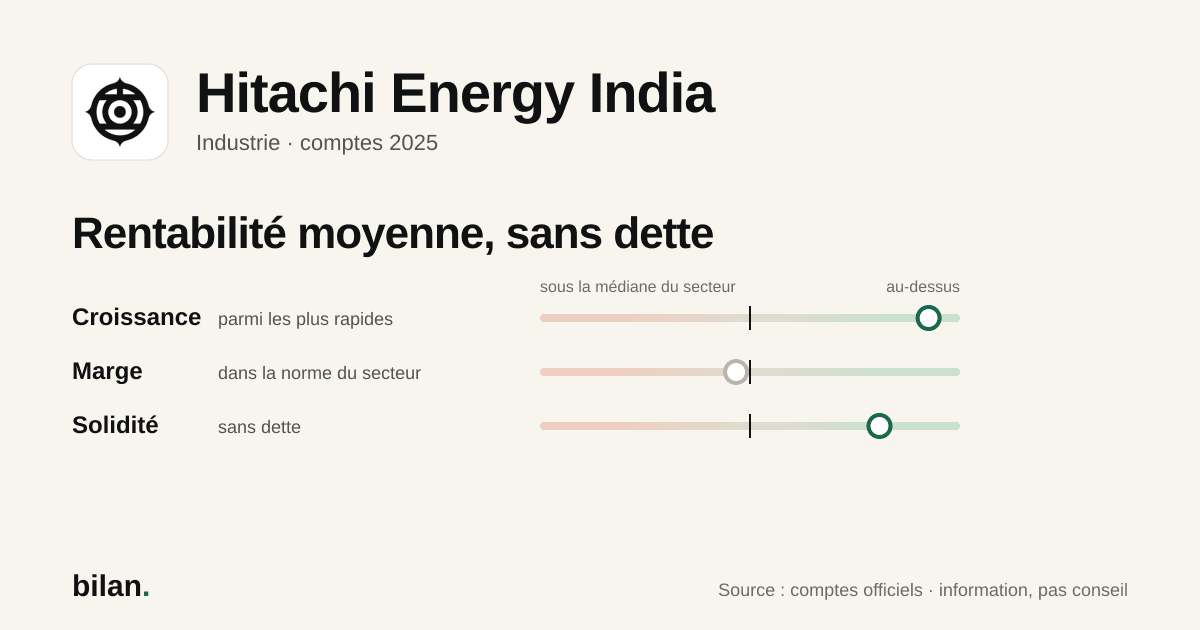 Hitachi Energy India
Industrie · comptes 2025
Rentabilité moyenne, sans dette
sous la médiane du secteur au-dessus
Croissance parmi les plus rapides
Marge dans la norme du secteur
Solidité sans dette
bilan.
Source : comptes officiels · information, pas conseil